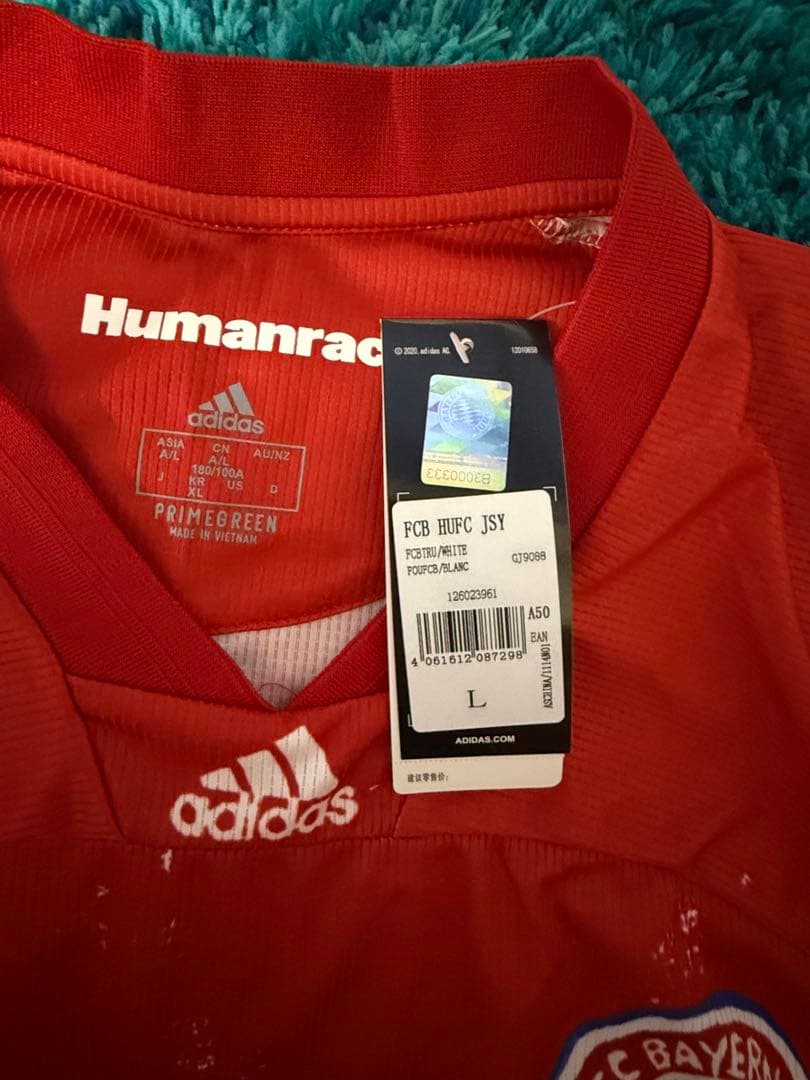 Humanrac
adidas
ASIA CN AU/NZ
A/L A/L
180/100A
J KR US D
XL
PRIMEGREEN
MADE IN VIETNAM
© 2020. adidas AG.
BAYERN
B3000333
FCB HUFC JSY
FCBTRU/WHITE
FOUFCB/BLANC GJ9088
126023961
A50
EAN
4 061612 087298
L
ADIDAS.COM
建议零售价:
adidas
FC BAYERN